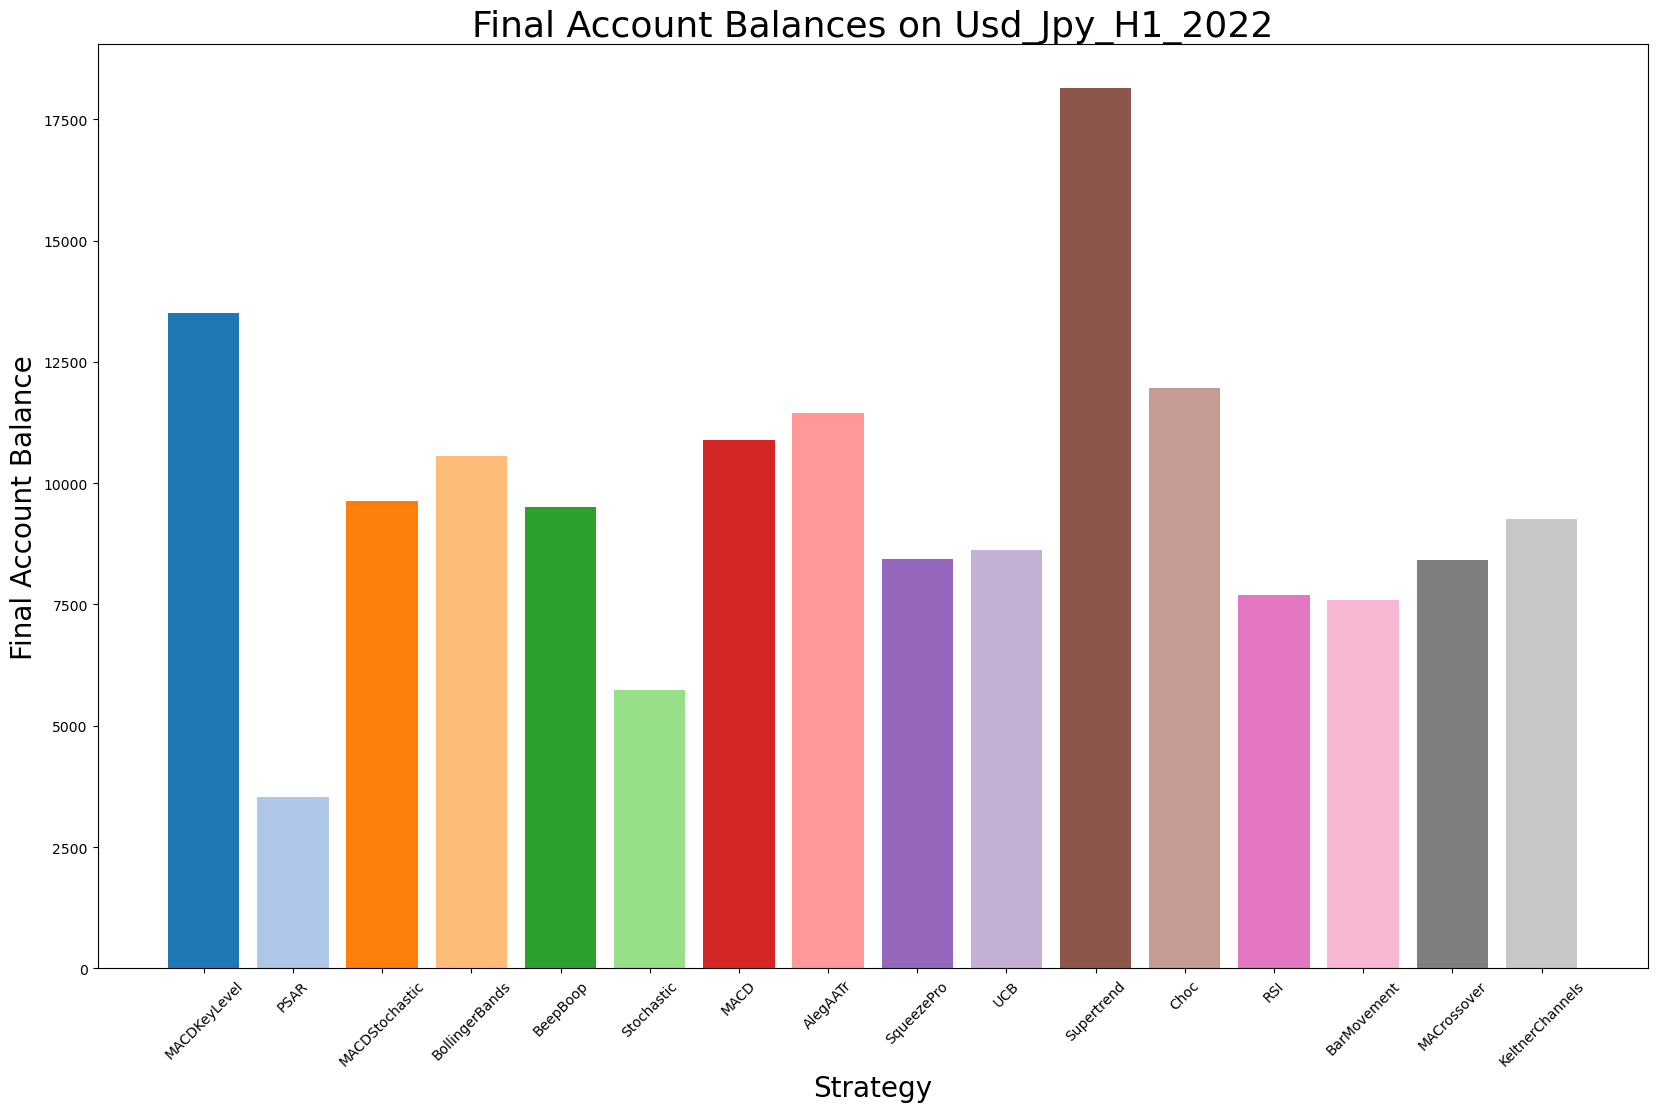 Final Account Balances on Usd_Jpy_H1_2022
Final Account Balance
17500
15000
12500
10000
7500
5000
2500
0
MACDKeyLevel
PSAR
MACDStochastic
BollingerBands
BeepBoop
Stochastic
MACD
AlegAATr
SqueezePro
UCB
Supertrend
Choc
RSI
BarMovement
MACrossover
KeltnerChannels
Strategy